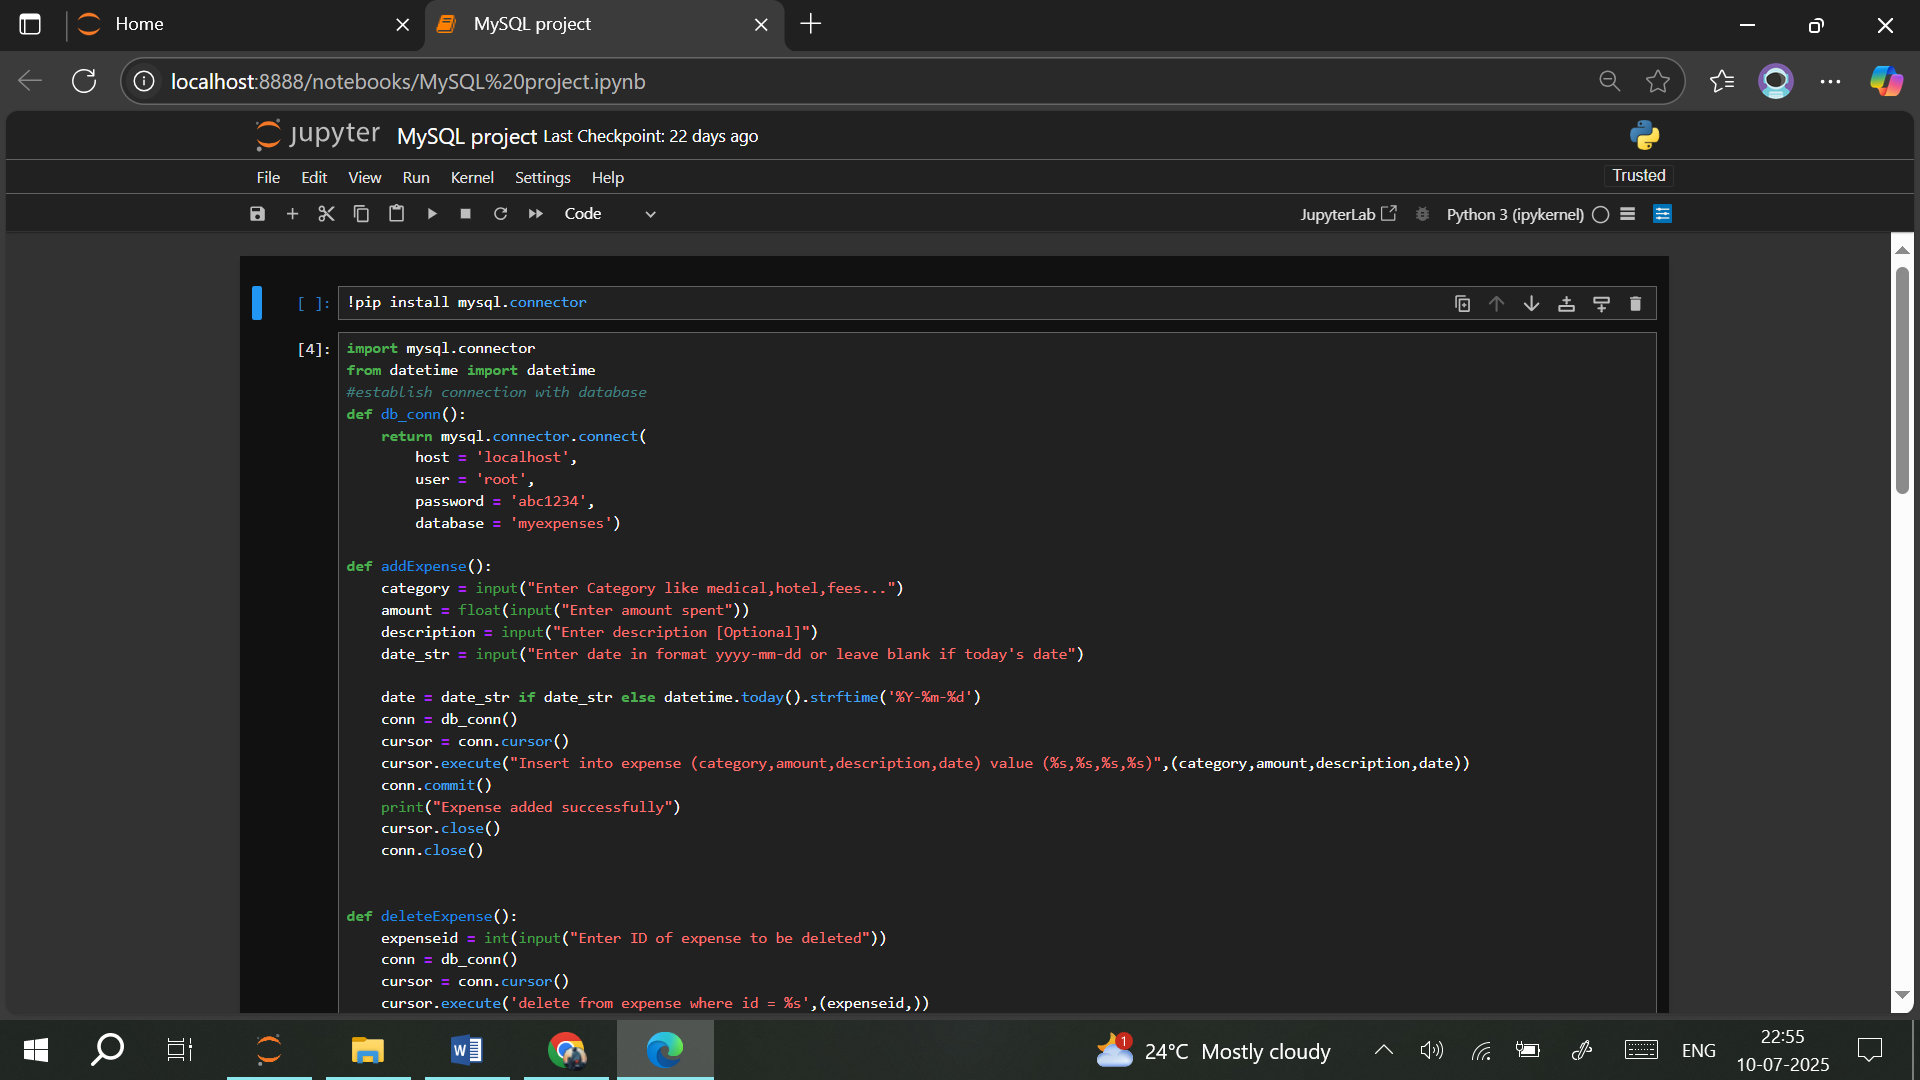 Home
MySQL project
localhost:8888/notebooks/MySQL%20project.ipynb
jupyter MySQL project Last Checkpoint: 22 days ago
File Edit View Run Kernel Settings Help
Trusted
Code
JupyterLab
Python 3 (ipykernel)
[ ]: !pip install mysql.connector
[4]: import mysql.connector
from datetime import datetime
#establish connection with database
def db_conn():
    return mysql.connector.connect(
        host = 'localhost',
        user = 'root',
        password = 'abc1234',
        database = 'myexpenses')

def addExpense():
    category = input("Enter Category like medical,hotel,fees...")
    amount = float(input("Enter amount spent"))
    description = input("Enter description [Optional]")
    date_str = input("Enter date in format yyyy-mm-dd or leave blank if today's date")

    date = date_str if date_str else datetime.today().strftime('%Y-%m-%d')
    conn = db_conn()
    cursor = conn.cursor()
    cursor.execute("Insert into expense (category,amount,description,date) value (%s,%s,%s,%s)",(category,amount,description,date))
    conn.commit()
    print("Expense added successfully")
    cursor.close()
    conn.close()

def deleteExpense():
    expenseid = int(input("Enter ID of expense to be deleted"))
    conn = db_conn()
    cursor = conn.cursor()
    cursor.execute('delete from expense where id = %s',(expenseid,))
1
24°C Mostly cloudy
ENG
22:55
10-07-2025